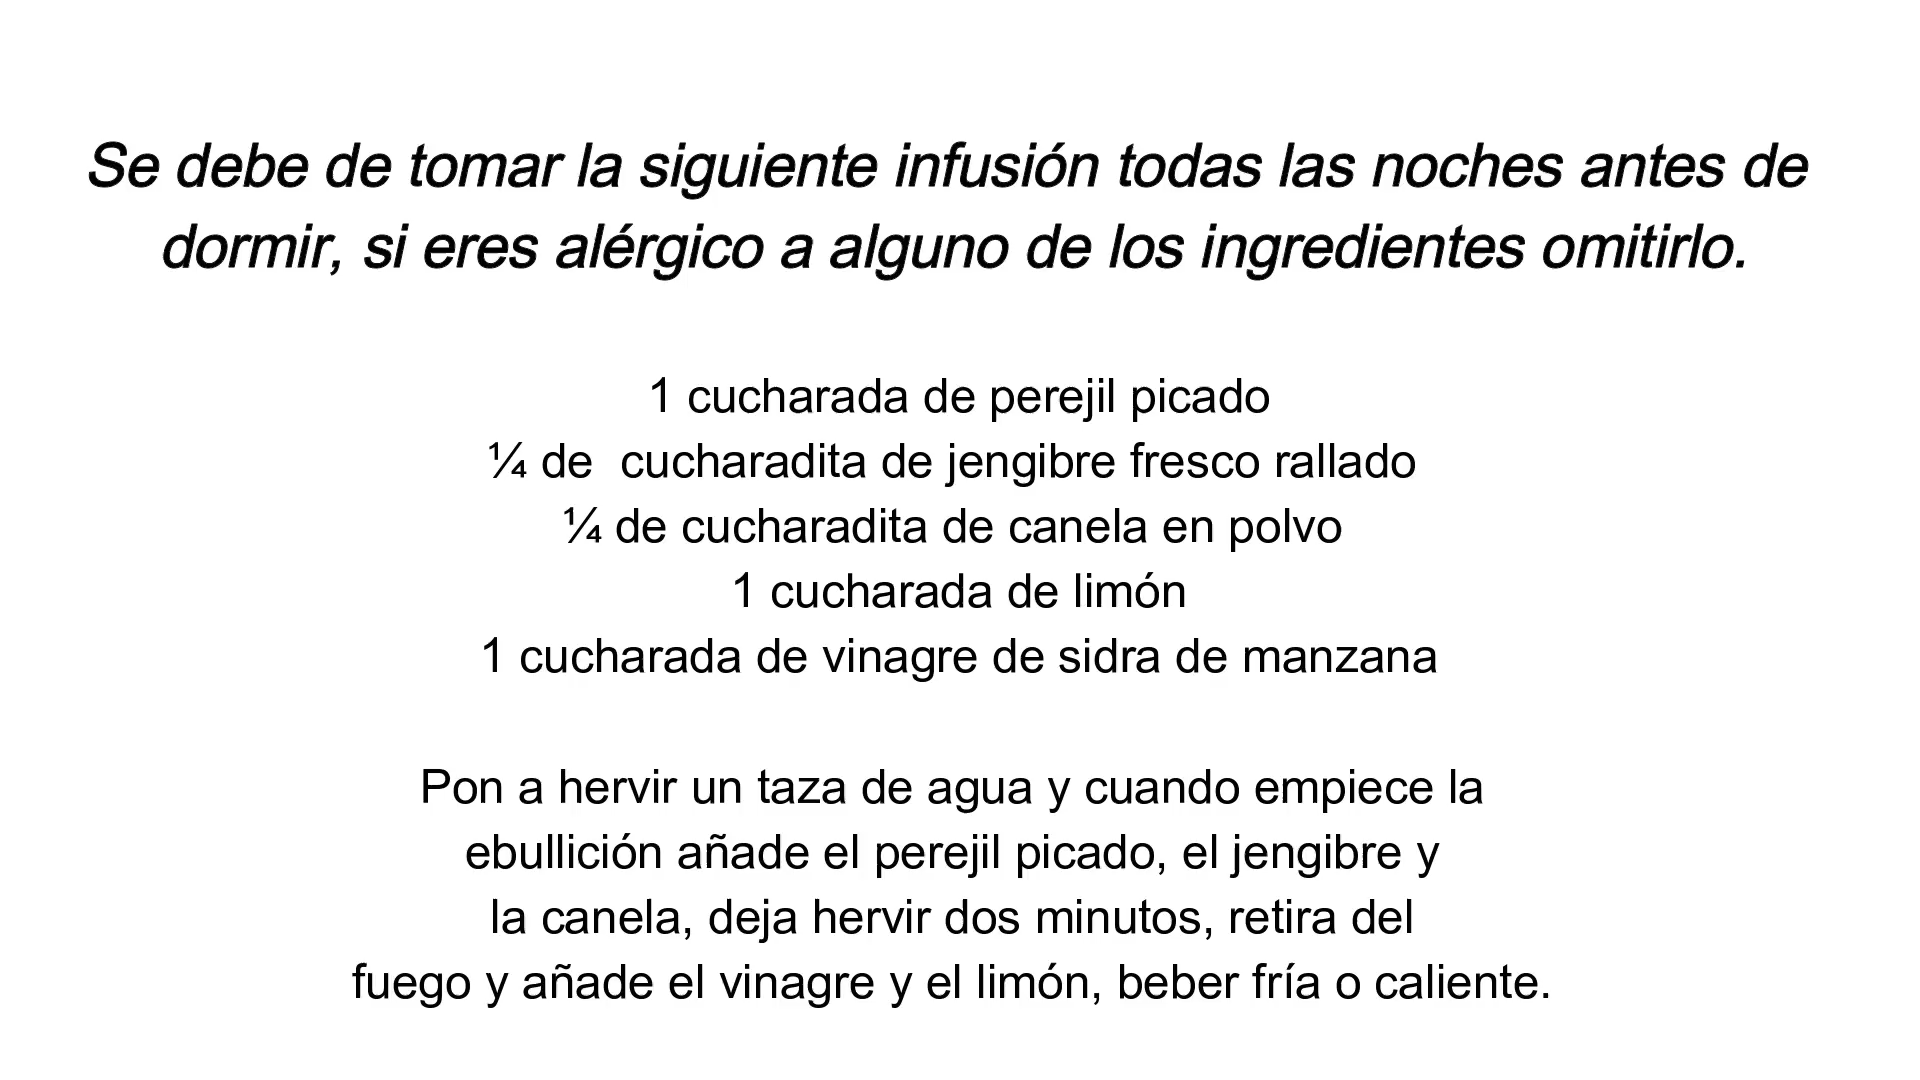 Se debe de tomar la siguiente infusión todas las noches antes de
dormir, si eres alérgico a alguno de los ingredientes omitirlo.
1 cucharada de perejil picado
¼ de  cucharadita de jengibre fresco rallado
¼ de cucharadita de canela en polvo
1 cucharada de limón
1 cucharada de vinagre de sidra de manzana
Pon a hervir un taza de agua y cuando empiece la
ebullición añade el perejil picado, el jengibre y
la canela, deja hervir dos minutos, retira del
fuego y añade el vinagre y el limón, beber fría o caliente.